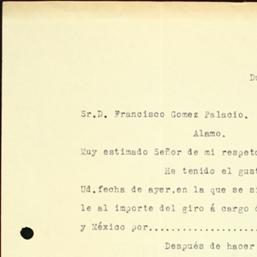 D
Sr.D. Francisco Gomez Palacio.
Alamo.
Muy estimado Señor de mi respeto
He tenido el gust
Ud.fecha de ayer,en la que se si
le al importe del giro á cargo d
y México por...................
Después de hacer